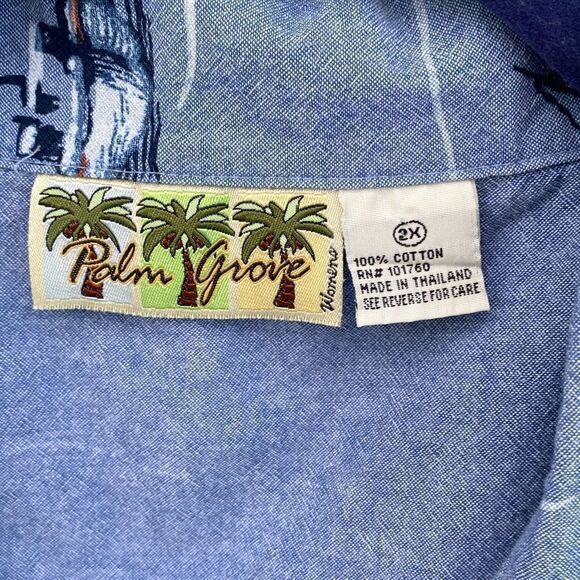 Palm Grove
Womens
2X
100% COTTON
RN# 101760
MADE IN THAILAND
SEE REVERSE FOR CARE